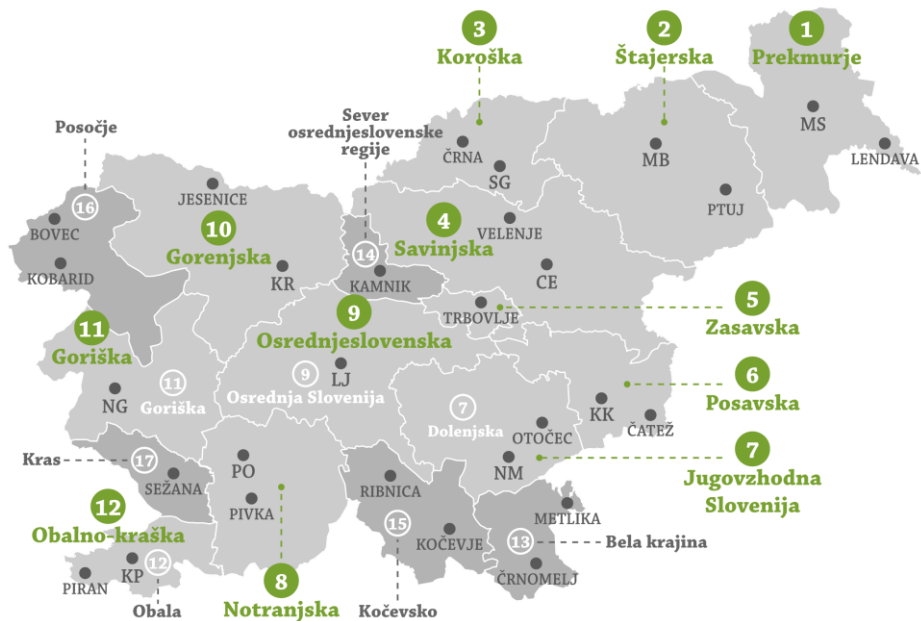 3
Koroška
2
Štajerska
1
Prekmurje
Posočje
Sever
osrednjeslovenske
regije
MS
ČRNA
SG
MB
LENDAVA
JESENICE
PTUJ
16
BOVEC
10
Gorenjska
4
Savinjska
VELENJE
14
KOBARID
KR
KAMNIK
CE
TRBOVLJE
5
Zasavska
9
Osrednjeslovenska
11
Goriška
LJ
9
Osrednja Slovenija
11
Goriška
NG
6
Posavska
7
Dolenjska
KK
ČATEŽ
OTOČEC
NM
7
Jugovzhodna
Slovenija
Kras
17
SEŽANA
PO
PIVKA
RIBNICA
METLIKA
12
Obalno-kraška
15
KOČEVJE
13
Bela krajina
ČRNOMELJ
KP
12
PIRAN
Obala
8
Notranjska
Kočevsko